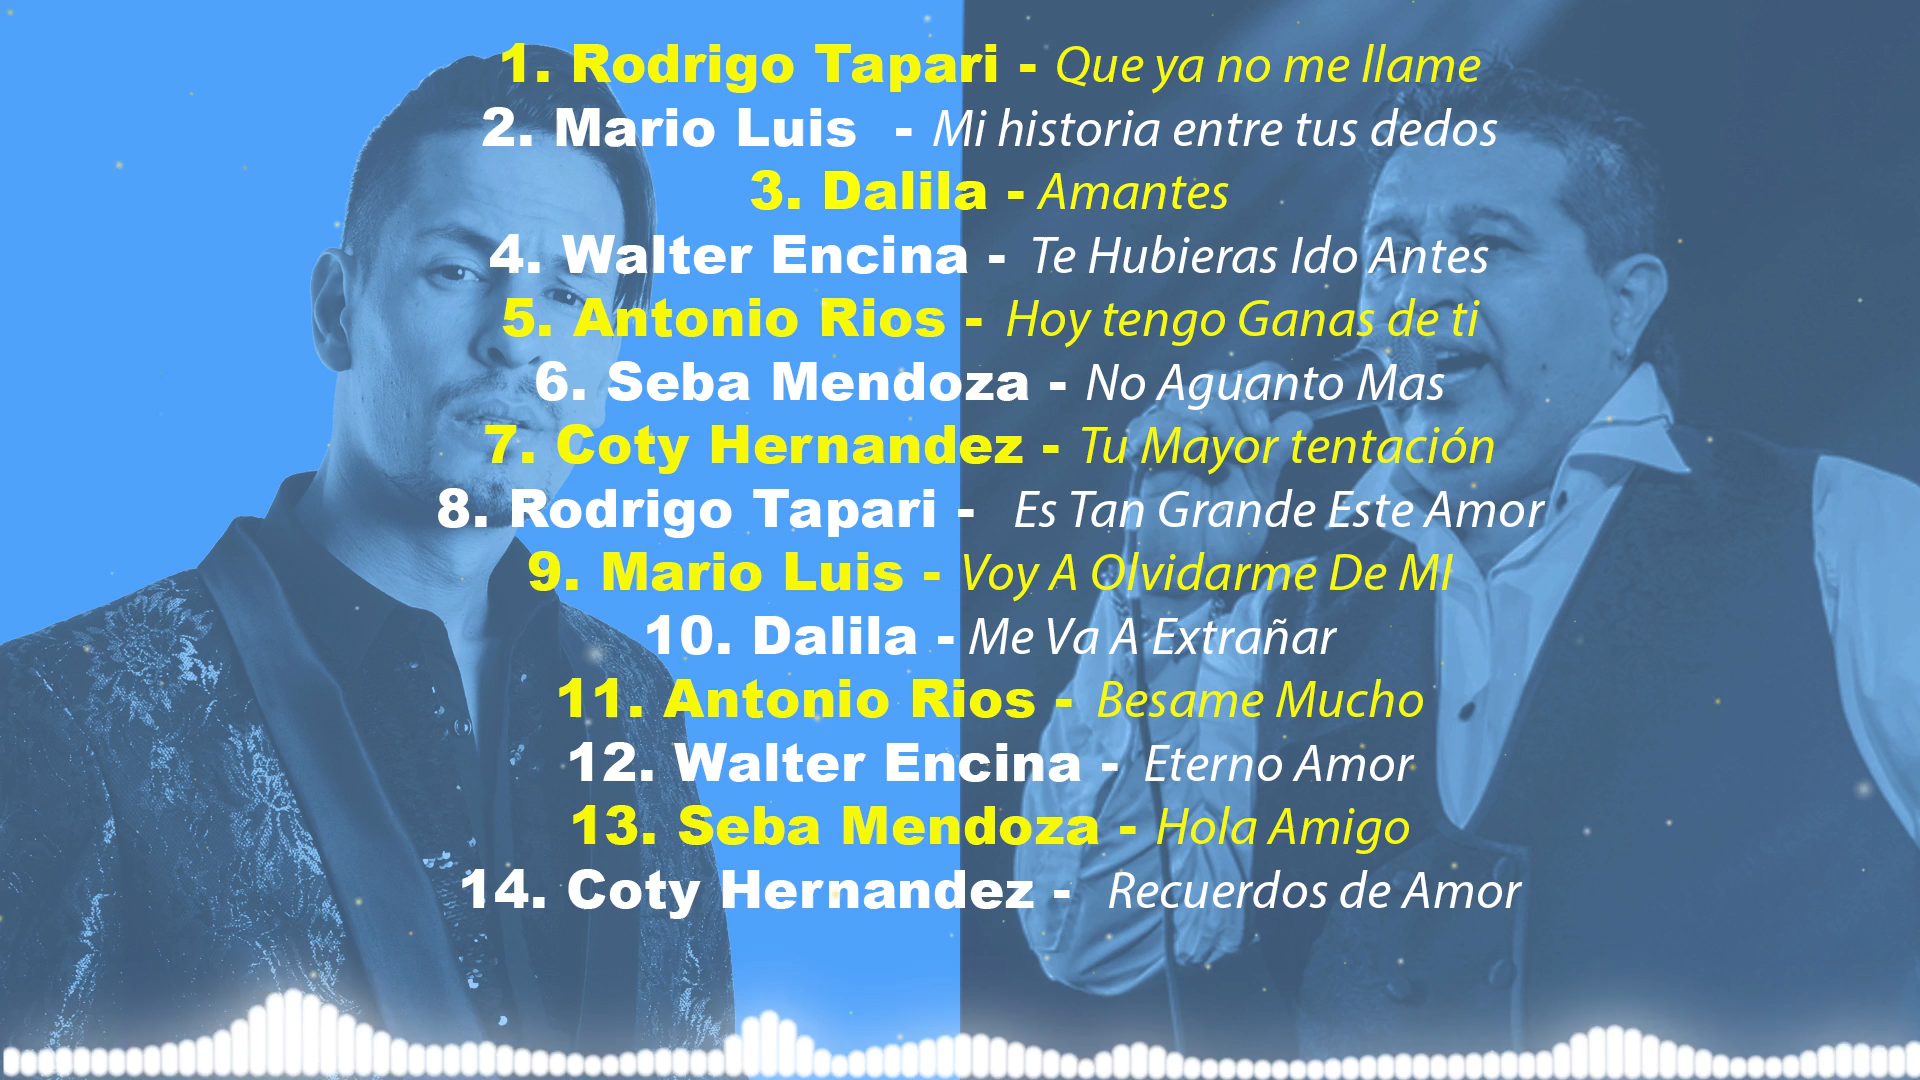 1. Rodrigo Tapari - Que ya no me llame
2. Mario Luis - Mi historia entre tus dedos
3. Dalila - Amantes
4. Walter Encina - Te Hubieras Ido Antes
5. Antonio Rios - Hoy tengo Ganas de ti
6. Seba Mendoza - No Aguanto Mas
7. Coty Hernandez - Tu Mayor tentación
8. Rodrigo Tapari - Es Tan Grande Este Amor
9. Mario Luis - Voy A Olvidarme De MI
10. Dalila - Me Va A Extrañar
11. Antonio Rios - Besame Mucho
12. Walter Encina - Eterno Amor
13. Seba Mendoza - Hola Amigo
14. Coty Hernandez - Recuerdos de Amor